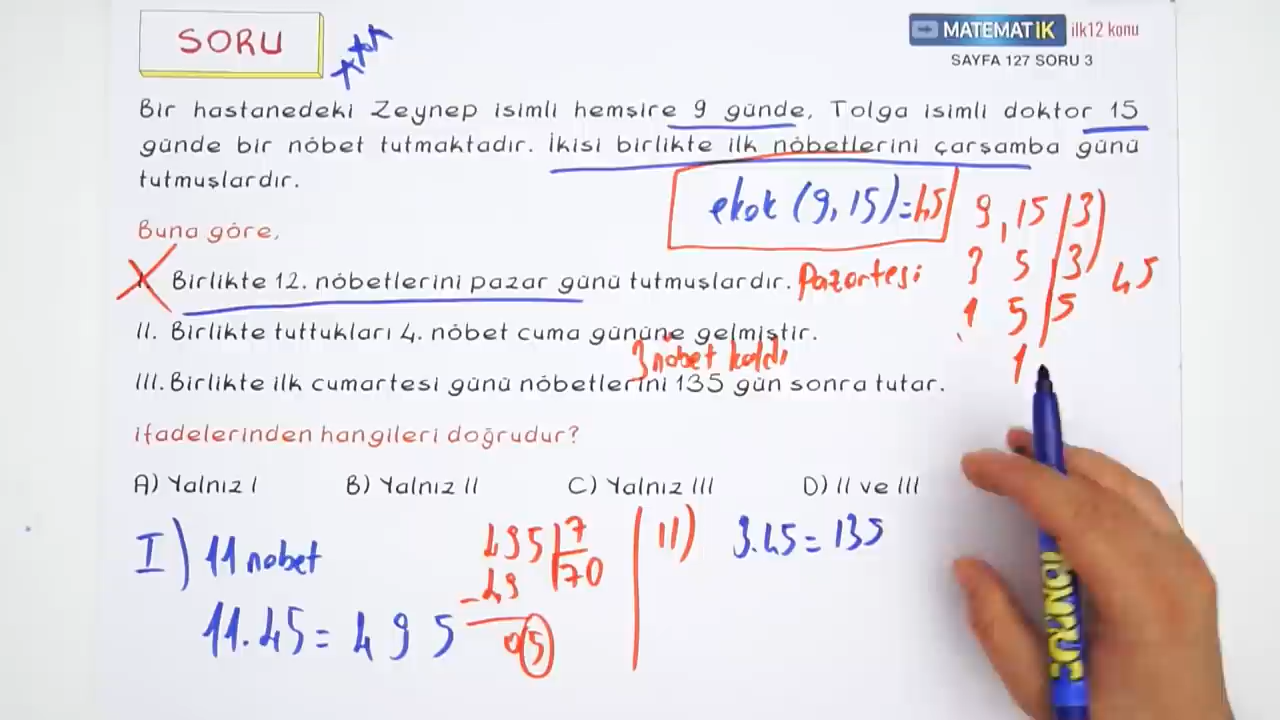 SORU
MATEMATİK ilk12 konu
SAYFA 127 SORU 3
Bir hastanedeki Zeynep isimli hemşire 9 günde, Tolga isimli doktor 15
günde bir nöbet tutmaktadır. İkisi birlikte ilk nöbetlerini çarşamba günü
tutmuşlardır.
ekok (9, 15) = 45
9, 15 3
3 5 3
1 5 5
1
45
Buna göre,
I. Birlikte 12. nöbetlerini pazar günü tutmuşlardır. Pazartesi
II. Birlikte tuttukları 4. nöbet cuma gününe gelmiştir.
3 nöbet kaldı
III. Birlikte ilk cumartesi günü nöbetlerini 135 gün sonra tutar.
ifadelerinden hangileri doğrudur?
A) Yalnız I B) Yalnız II C) Yalnız III D) II ve III
I) 11 nöbet
11.45 = 495
495 7
-49 70
05
II) 3.45 = 135